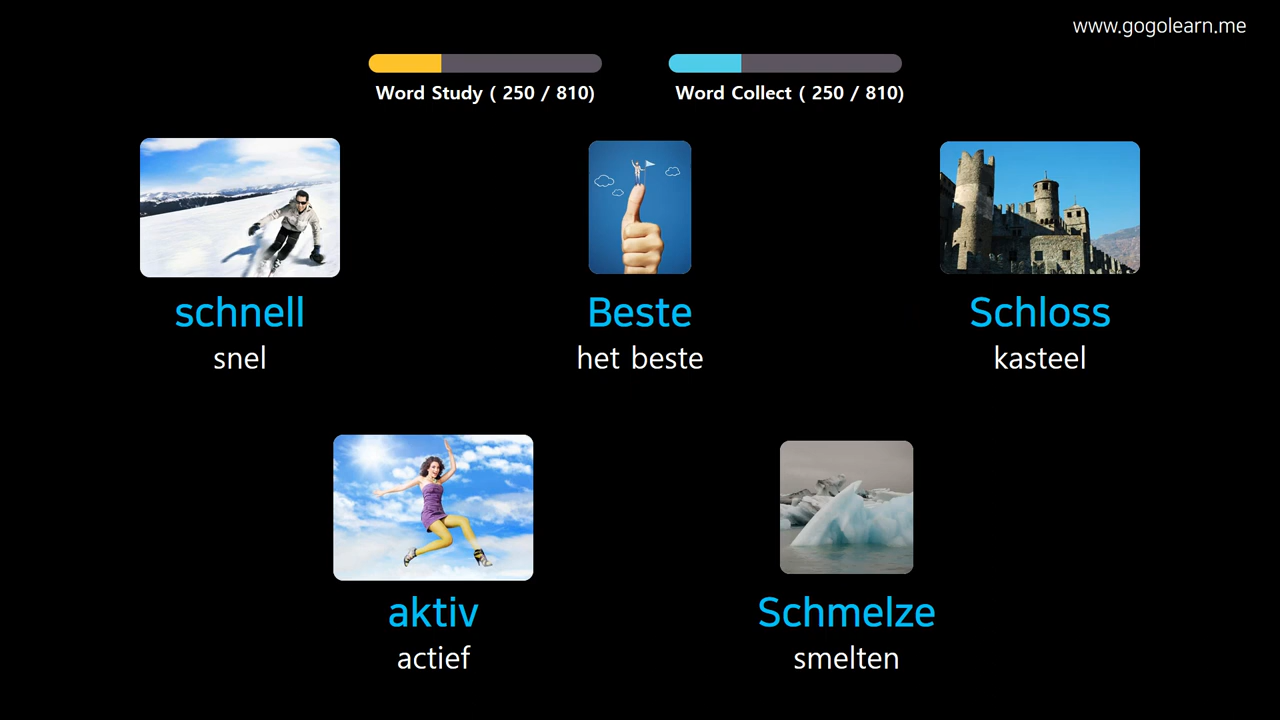 www.gogolearn.me
Word Study ( 250 / 810)
Word Collect ( 250 / 810)
schnell
snel
Beste
het beste
Schloss
kasteel
aktiv
actief
Schmelze
smelten